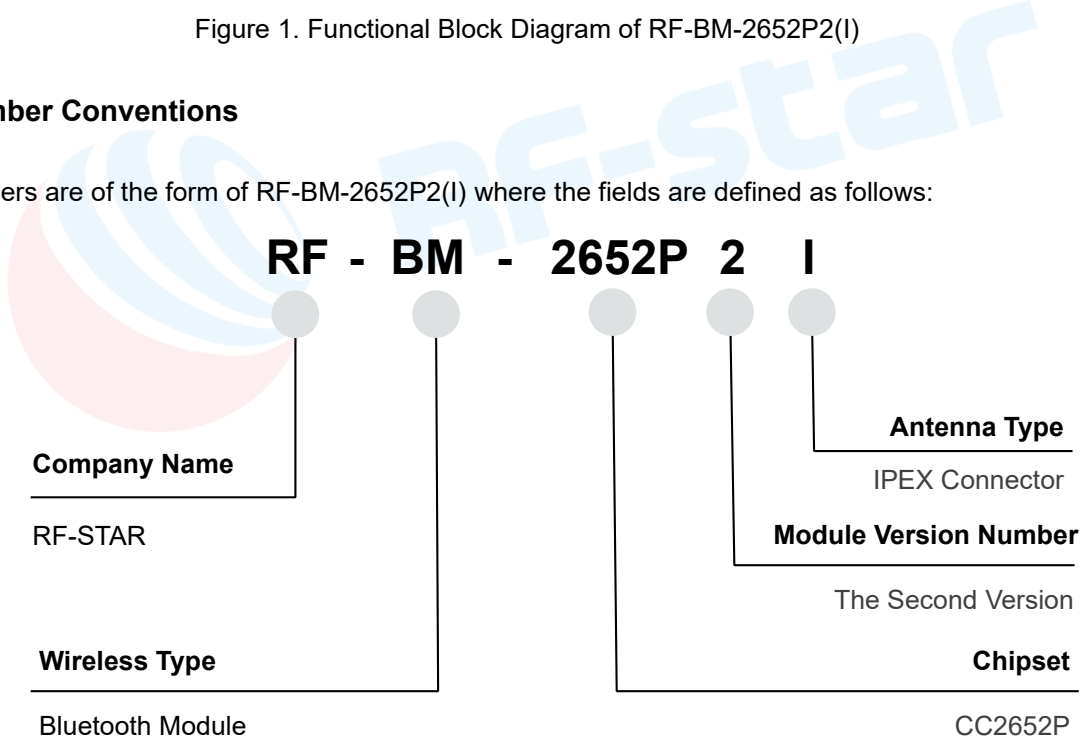 Figure 1. Functional Block Diagram of RF-BM-2652P2(I)
Conventions
are of the form of RF-BM-2652P2(I) where the fields are defined as follows:
RF - BM - 2652P 2 I
Antenna Type
IPEX Connector
Company Name
RF-STAR
Module Version Number
The Second Version
Wireless Type
Bluetooth Module
Chipset
CC2652P
RF-star